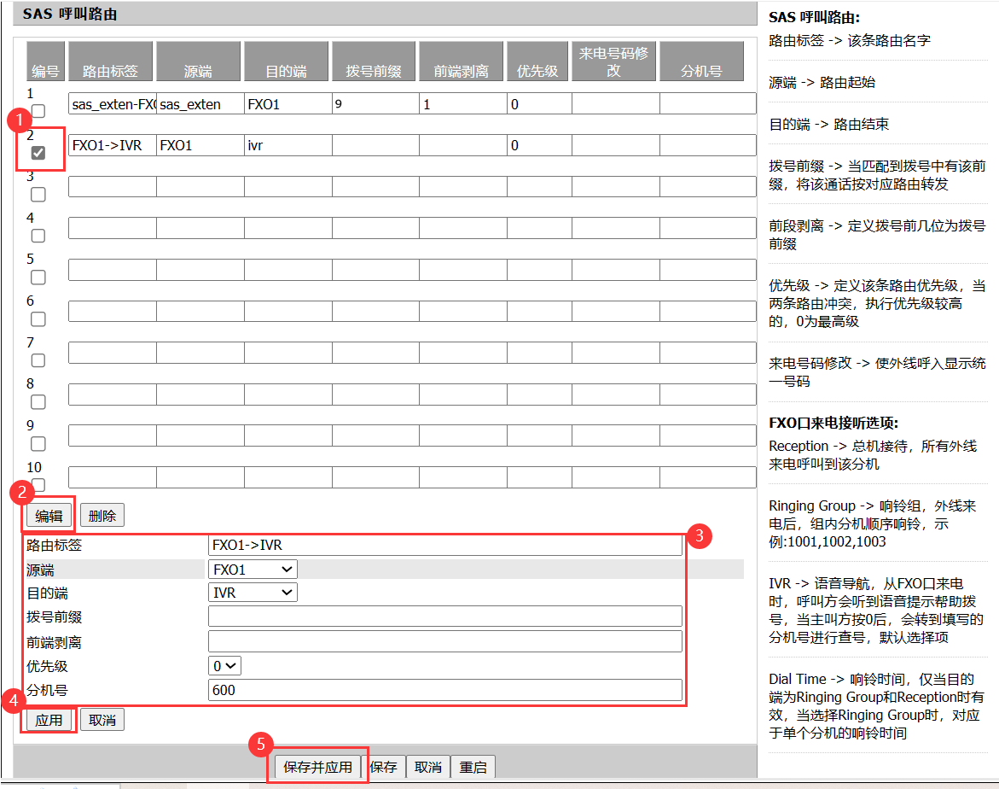 SAS 呼叫路由
编号 路由标签 源端 目的端 拨号前缀 前端剥离 优先级 来电号码修改 分机号
1
sas_exten-FXO sas_exten FXO1 9 1 0
1
2
FXO1->IVR FXO1 ivr 0
3
4
5
6
7
8
9
10
2
编辑 删除
3
路由标签 FXO1->IVR
源端 FXO1
目的端 IVR
拨号前缀
前端剥离
优先级 0
分机号 600
4
应用 取消
5
保存并应用 保存 取消 重启
SAS 呼叫路由:
路由标签 -> 该条路由名字
源端 -> 路由起始
目的端 -> 路由结束
拨号前缀 -> 当匹配到拨号中有该前
缀，将该通话按对应路由转发
前段剥离 -> 定义拨号前几位为拨号
前缀
优先级 -> 定义该条路由优先级，当
两条路由冲突，执行优先级较高
的，0为最高级
来电号码修改 -> 使外线呼入显示统
一号码
FXO口来电接听选项:
Reception -> 总机接待，所有外线
来电呼叫到该分机
Ringing Group -> 响铃组，外线来
电后，组内分机顺序响铃，示
例:1001,1002,1003
IVR -> 语音导航，从FXO口来电
时，呼叫方会听到语音提示帮助拨
号，当主叫方按0后，会转到填写的
分机号进行查号，默认选择项
Dial Time -> 响铃时间，仅当目的
端为Ringing Group和Reception时有
效，当选择Ringing Group时，对应
于单个分机的响铃时间